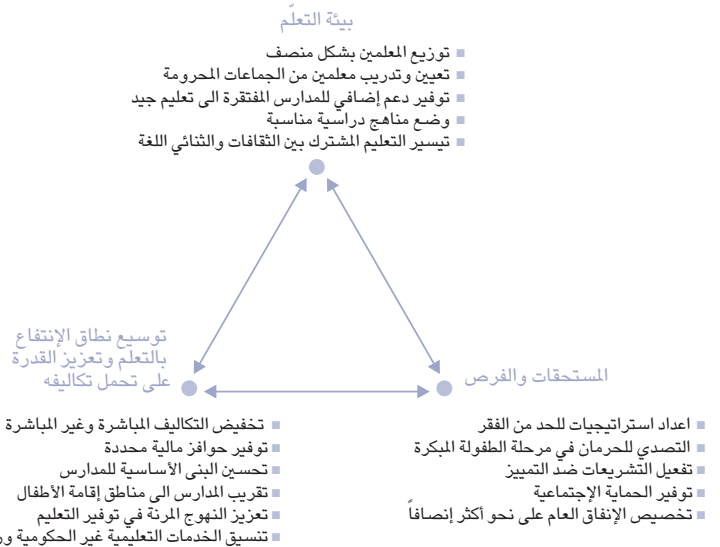 بيئة التعلّم
توزيع المعلمين بشكل منصف
تعيين وتدريب معلمين من الجماعات المحرومة
توفير دعم إضافي للمدارس المفتقرة الى تعليم جيد
وضع مناهج دراسية مناسبة
تيسير التعليم المشترك بين الثقافات والثنائي اللغة
المستحقات والفرص
اعداد استراتيجيات للحد من الفقر
التصدي للحرمان في مرحلة الطفولة المبكرة
تفعيل التشريعات ضد التمييز
توفير الحماية الإجتماعية
تخصيص الإنفاق العام على نحو أكثر إنصافاً
توسيع نطاق الإنتفاع
بالتعلم وتعزيز القدرة
على تحمل تكاليفه
تخفيض التكاليف المباشرة وغير المباشرة
توفير حوافز مالية محددة
تحسين البنى الأساسية للمدارس
تقريب المدارس الى مناطق إقامة الأطفال
تعزيز النهوج المرنة في توفير التعليم
تنسيق الخدمات التعليمية غير الحكومية